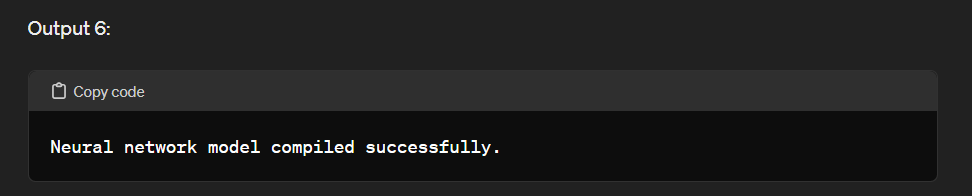 Output 6:
Copy code
Neural network model compiled successfully.